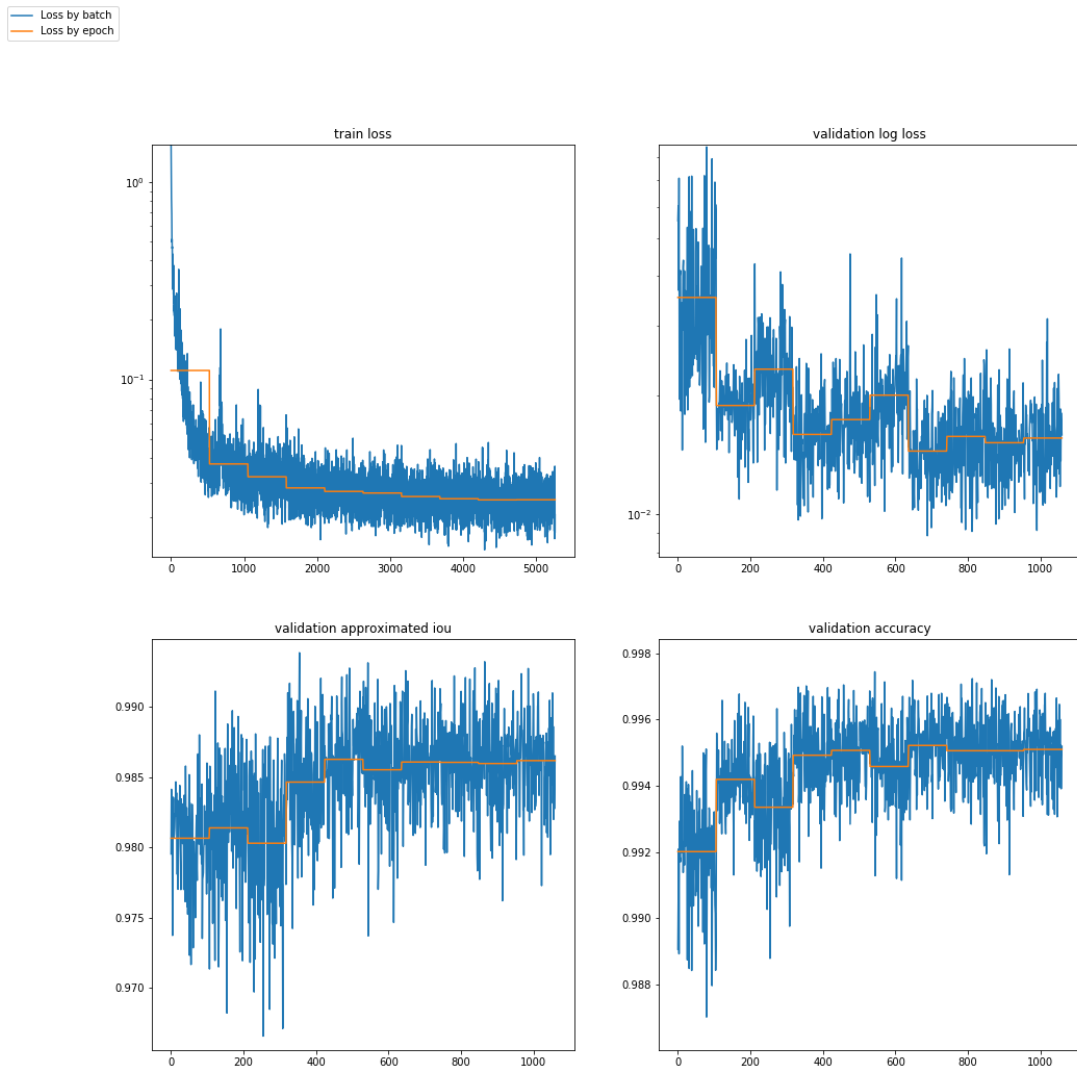 Loss by batch
Loss by epoch
train loss
10⁰
10⁻¹
0 1000 2000 3000 4000 5000
validation log loss
10⁻²
0 200 400 600 800 1000
validation approximated iou
0.990
0.985
0.980
0.975
0.970
0 200 400 600 800 1000
validation accuracy
0.998
0.996
0.994
0.992
0.990
0.988
0 200 400 600 800 1000